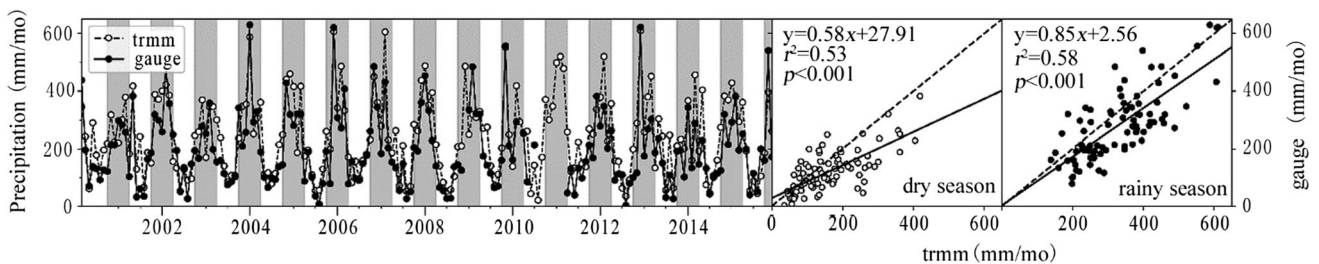 Precipitation (mm/mo)
600
400
200
0
trmm
gauge
2002
2004
2006
2008
2010
2012
2014
y=0.58x+27.91
r²=0.53
p<0.001
dry season
0
200
400
600
y=0.85x+2.56
r²=0.58
p<0.001
rainy season
200
400
600
trmm (mm/mo)
600
400
200
0
gauge (mm/mo)